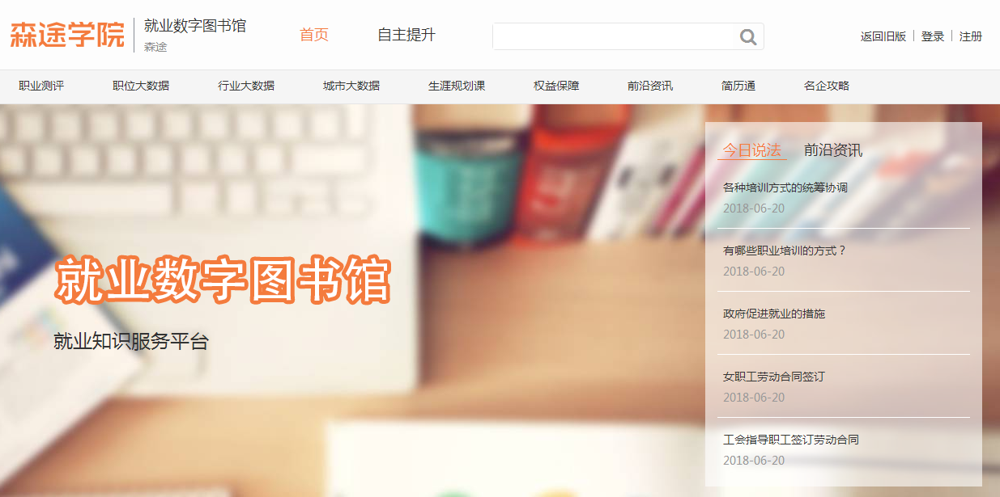 森途学院
就业数字图书馆
森途
首页
自主提升
返回旧版
登录
注册
职业测评
职位大数据
行业大数据
城市大数据
生涯规划课
权益保障
前沿资讯
简历通
名企攻略
就业数字图书馆
就业知识服务平台
今日说法
前沿资讯
各种培训方式的统筹协调
2018-06-20
有哪些职业培训的方式？
2018-06-20
政府促进就业的措施
2018-06-20
女职工劳动合同签订
2018-06-20
工会指导职工签订劳动合同
2018-06-20